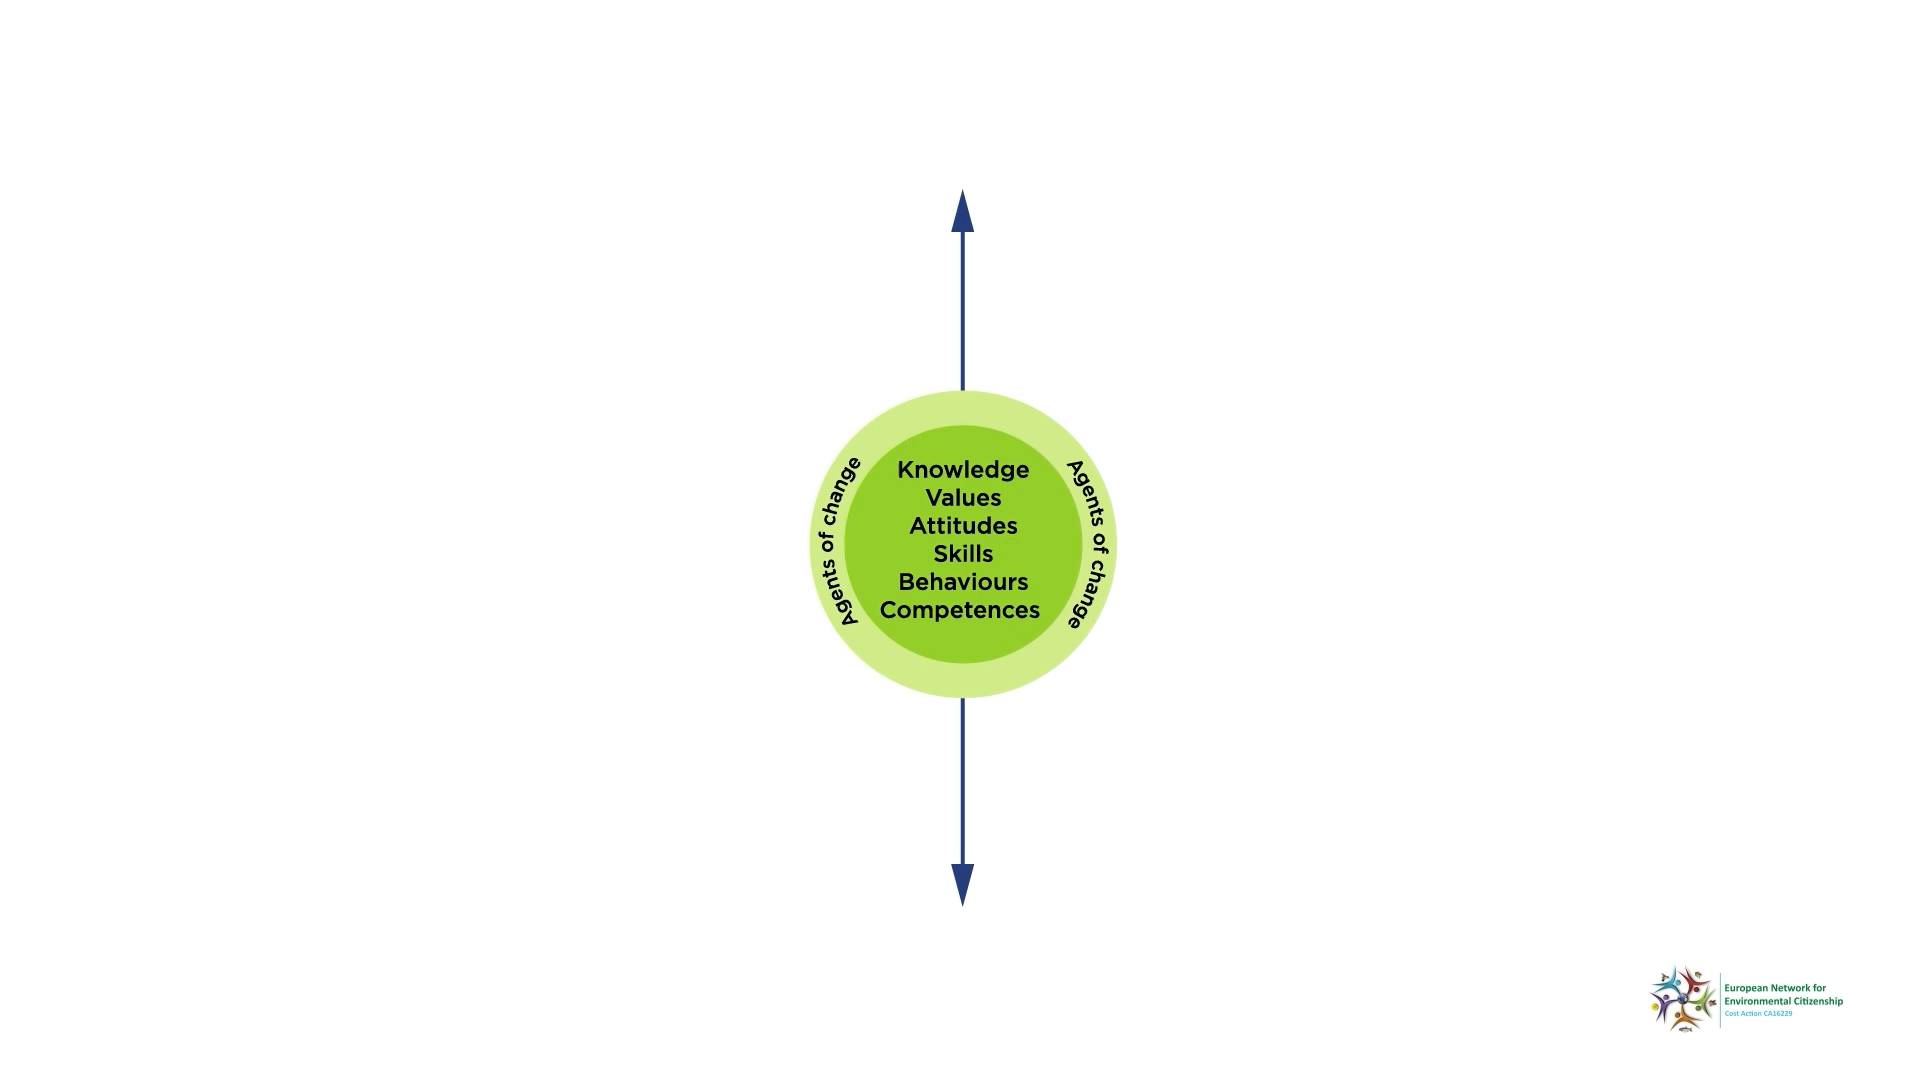 Agents of change
Knowledge
Values
Attitudes
Skills
Behaviours
Competences
Agents of change
European Network for
Environmental Citizenship
Cost Action CA16229